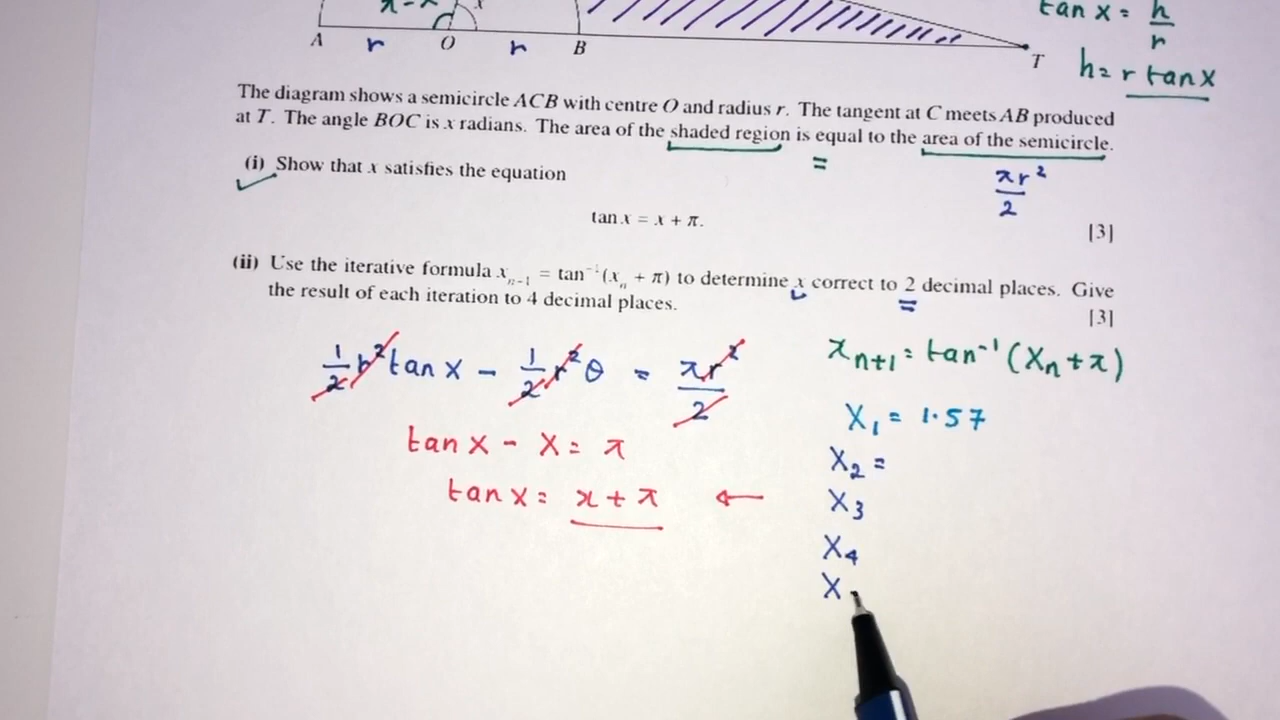 tan x = h/r
h = r tan x
A r O r B T
The diagram shows a semicircle ACB with centre O and radius r. The tangent at C meets AB produced
at T. The angle BOC is x radians. The area of the shaded region is equal to the area of the semicircle.
=
πr²/2
(i) Show that x satisfies the equation
tan x = x + π.
[3]
(ii) Use the iterative formula xₙ₋₁ = tan⁻¹(xₙ + π) to determine x correct to 2 decimal places. Give
the result of each iteration to 4 decimal places.
[3]
1/2 r² tan x - 1/2 r² θ = πr²/2
tan x - x = π
tan x = x + π ←
xₙ₊₁ = tan⁻¹(xₙ + π)
x₁ = 1.57
x₂ =
x₃
x₄
x